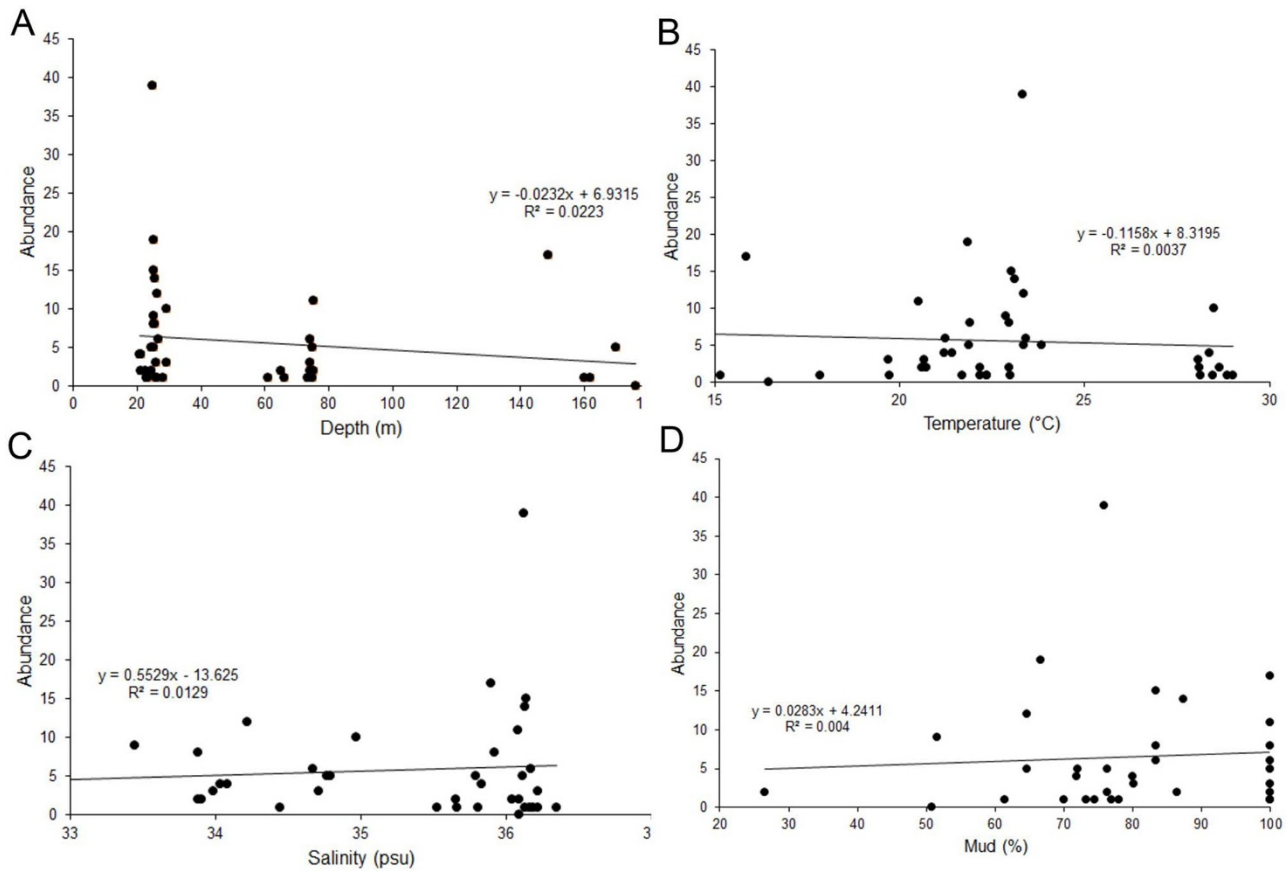 A
45
40
35
30
25
20
15
10
5
0
Abundance
y = -0.0232x + 6.9315
R² = 0.0223
0 20 40 60 80 100 120 140 160 1
Depth (m)
B
45
40
35
30
25
20
15
10
5
0
Abundance
y = -0.1158x + 8.3195
R² = 0.0037
15 20 25 30
Temperature (°C)
C
45
40
35
30
25
20
15
10
5
0
Abundance
y = 0.5529x - 13.625
R² = 0.0129
33 34 35 36 3
Salinity (psu)
D
45
40
35
30
25
20
15
10
5
0
Abundance
y = 0.0283x + 4.2411
R² = 0.004
20 30 40 50 60 70 80 90 100
Mud (%)